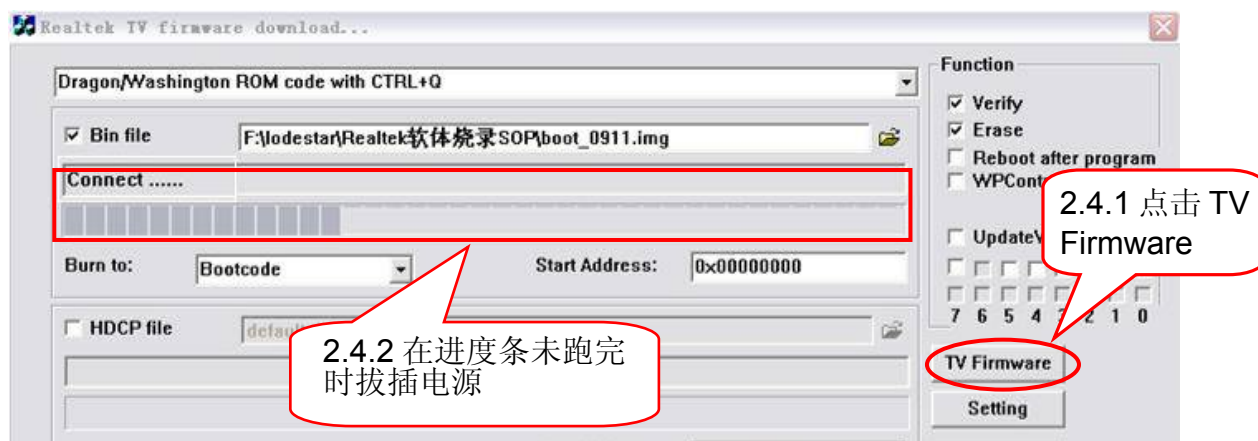 Realtek TV firmware download...
Dragon/Washington ROM code with CTRL+Q
Function
Verify
Erase
Reboot after program
Bin file
F:\lodestar\Realtek软体烧录SOP\boot_0911.img
Connect ......
2.4.1 点击 TV
Firmware
Burn to:
Bootcode
Start Address:
0x00000000
7 6 5 4 3 2 1 0
HDCP file
2.4.2 在进度条未跑完
时拔插电源
TV Firmware
Setting